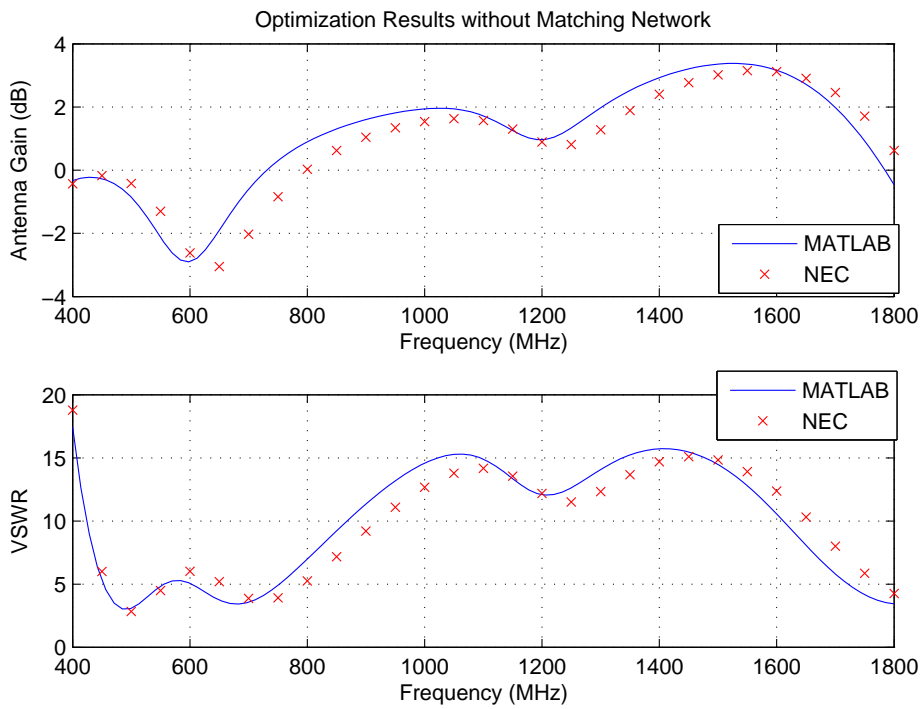 Optimization Results without Matching Network
4
2
0
−2
−4
Antenna Gain (dB)
400 600 800 1000 1200 1400 1600 1800
Frequency (MHz)
MATLAB
NEC
20
15
10
5
0
VSWR
400 600 800 1000 1200 1400 1600 1800
Frequency (MHz)
MATLAB
NEC